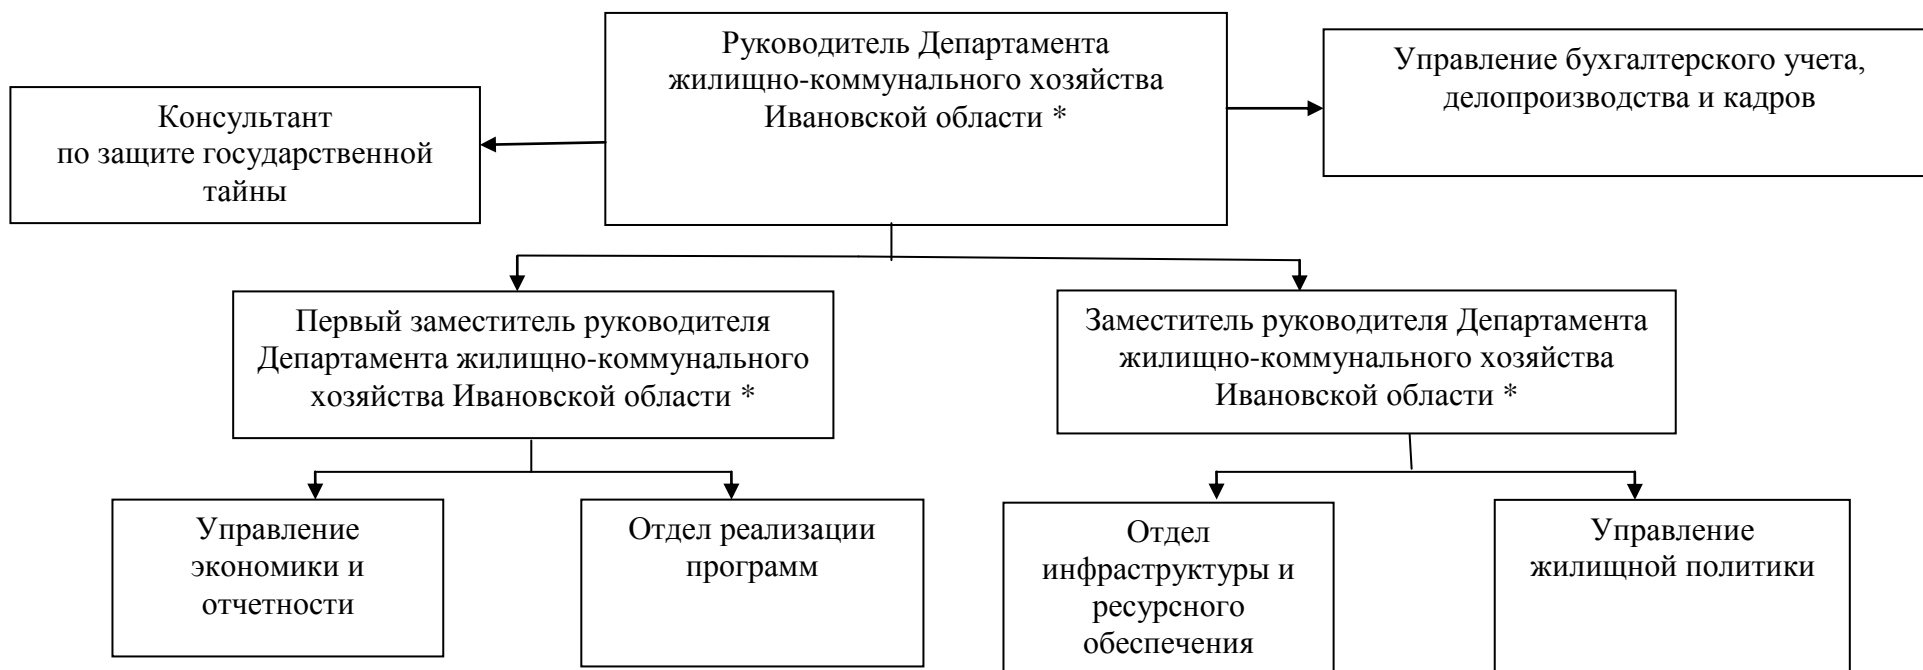 Руководитель Департамента
жилищно-коммунального хозяйства
Ивановской области *
Управление бухгалтерского учета,
делопроизводства и кадров
Консультант
по защите государственной
тайны
Первый заместитель руководителя
Департамента жилищно-коммунального
хозяйства Ивановской области *
Заместитель руководителя Департамента
жилищно-коммунального хозяйства
Ивановской области *
Управление
экономики и
отчетности
Отдел реализации
программ
Отдел
инфраструктуры и
ресурсного
обеспечения
Управление
жилищной политики